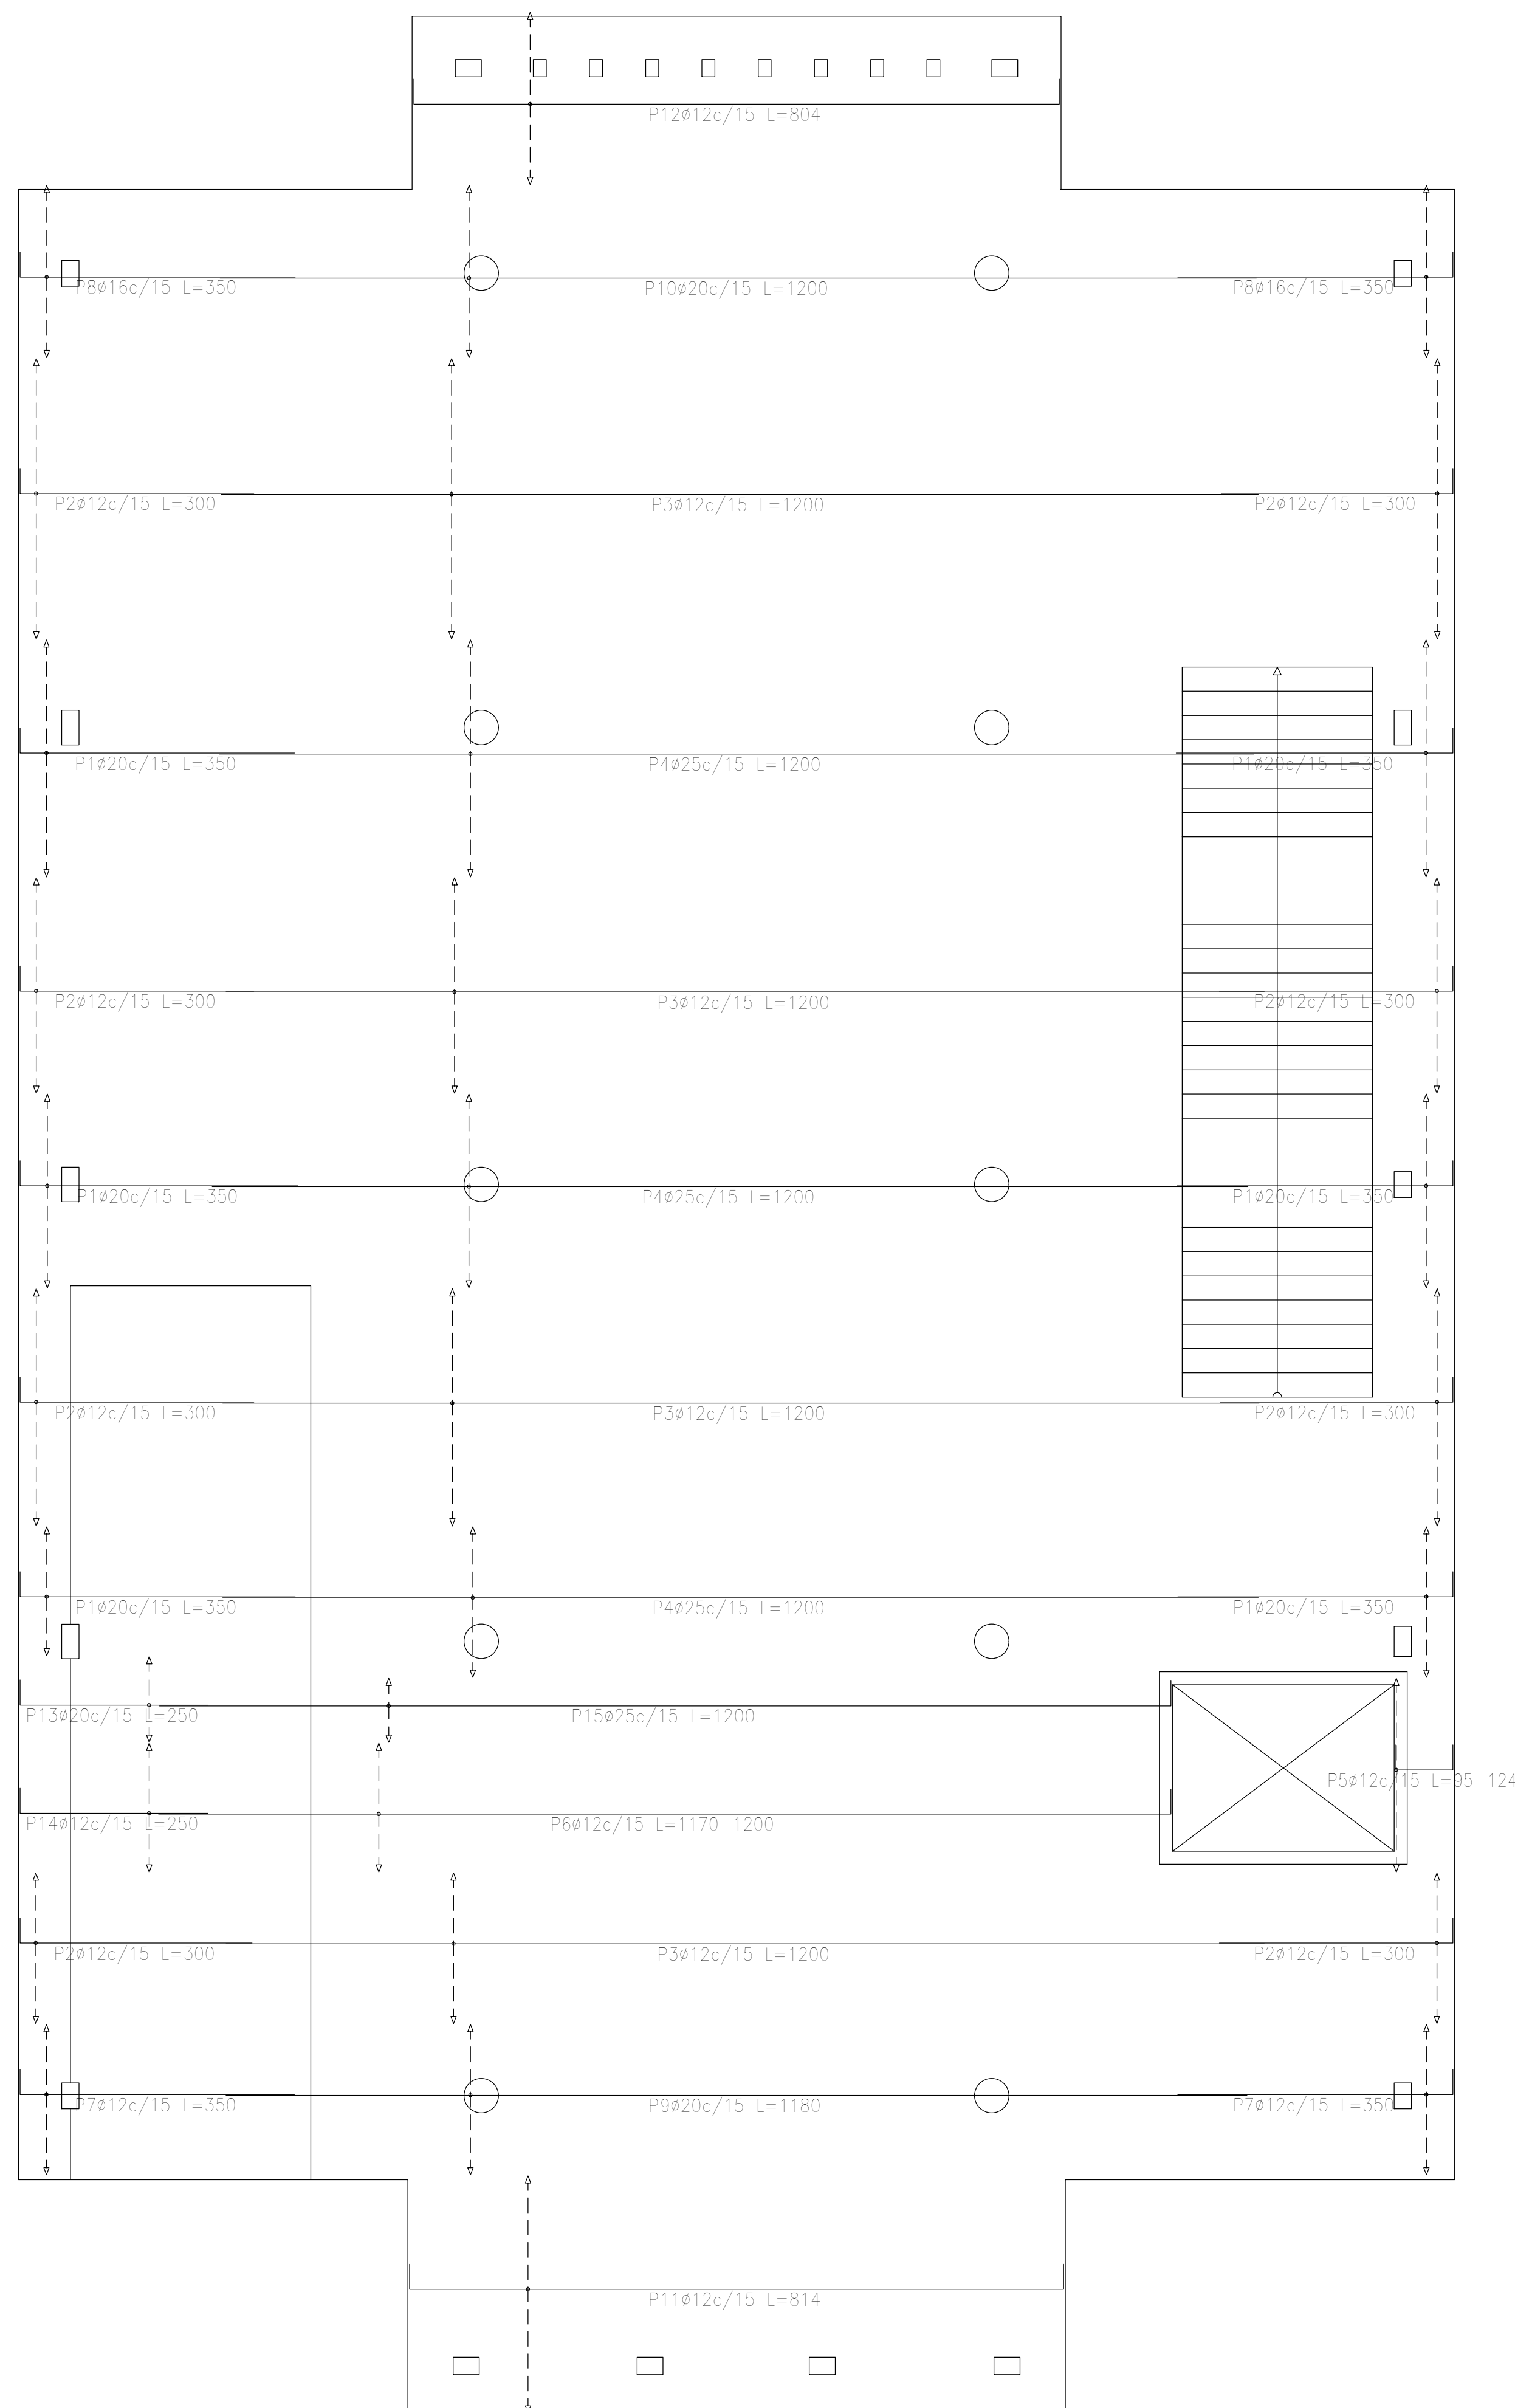 P12ø12c/15 L=804
P8ø16c/15 L=350 P10ø20c/15 L=1200 P8ø16c/15 L=350
P2ø12c/15 L=300 P3ø12c/15 L=1200 P2ø12c/15 L=300
P1ø20c/15 L=350 P4ø25c/15 L=1200 P1ø20c/15 L=350
P2ø12c/15 L=300 P3ø12c/15 L=1200 P2ø12c/15 L=300
P1ø20c/15 L=350 P4ø25c/15 L=1200 P1ø20c/15 L=350
P2ø12c/15 L=300 P3ø12c/15 L=1200 P2ø12c/15 L=300
P1ø20c/15 L=350 P4ø25c/15 L=1200 P1ø20c/15 L=350
P13ø20c/15 L=250 P15ø25c/15 L=1200
P5ø12c/15 L=95-124
P14ø12c/15 L=250 P6ø12c/15 L=1170-1200
P2ø12c/15 L=300 P3ø12c/15 L=1200 P2ø12c/15 L=300
P7ø12c/15 L=350 P9ø20c/15 L=1180 P7ø12c/15 L=350
P11ø12c/15 L=814